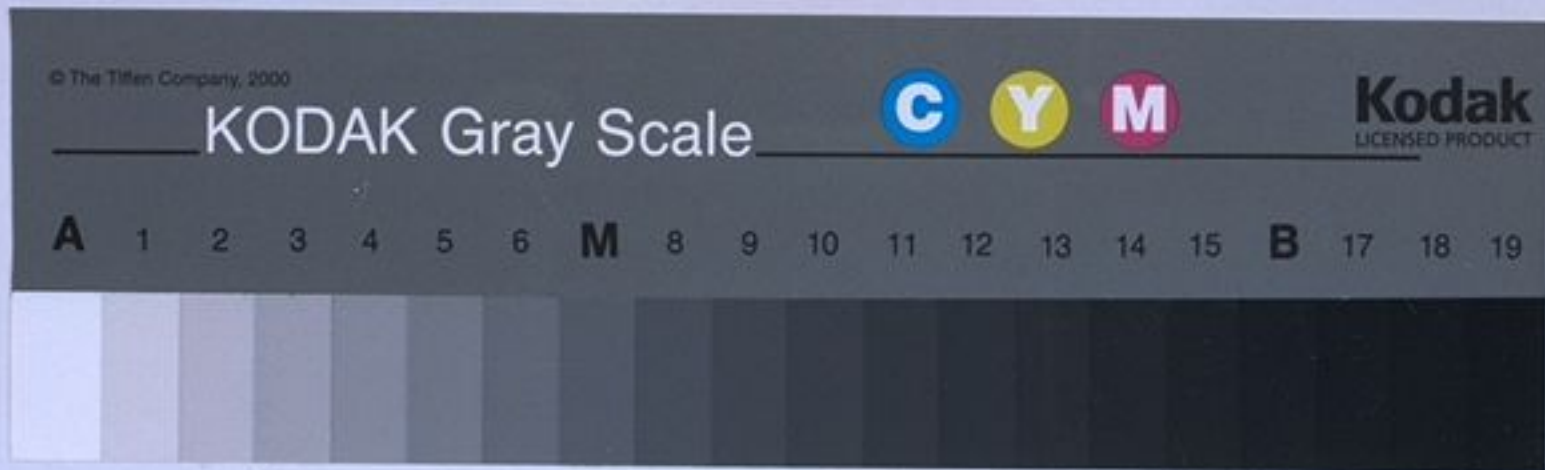 © The Tiffen Company, 2000
KODAK Gray Scale
C Y M
Kodak
LICENSED PRODUCT
A 1 2 3 4 5 6 M 8 9 10 11 12 13 14 15 B 17 18 19